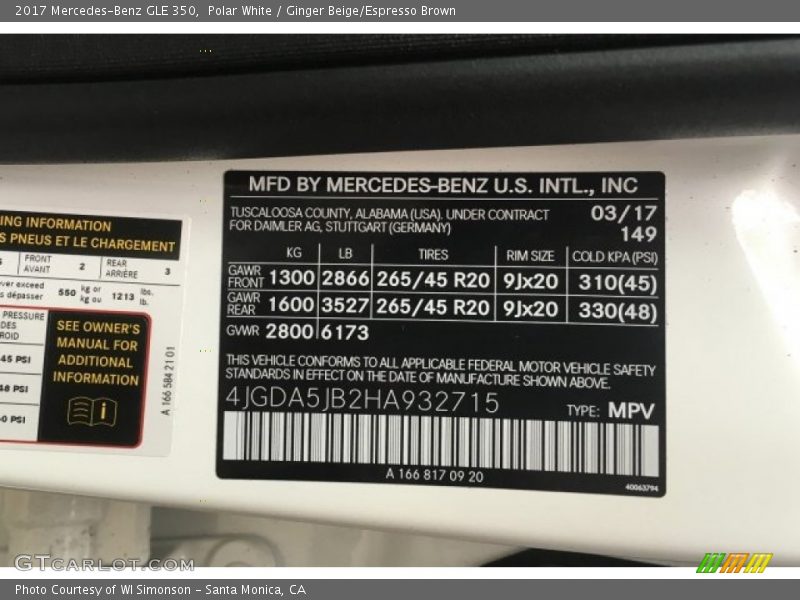 2017 Mercedes-Benz GLE 350, Polar White / Ginger Beige/Espresso Brown
ING INFORMATION
S PNEUS ET LE CHARGEMENT
FRONT AVANT 2 REAR ARRIÈRE 3
ver exceed
s dépasser 550 kg or kg ou 1213 lbs. lb.
PRESSURE
45 PSI
SEE OWNER'S
MANUAL FOR
ADDITIONAL
INFORMATION
i
A 166 584 21 01
MFD BY MERCEDES-BENZ U.S. INTL., INC
TUSCALOOSA COUNTY, ALABAMA (USA). UNDER CONTRACT
FOR DAIMLER AG, STUTTGART (GERMANY)
03/17
149
KG LB TIRES RIM SIZE COLD KPA(PSI)
GAWR FRONT 1300 2866 265/45 R20 9Jx20 310(45)
GAWR REAR 1600 3527 265/45 R20 9Jx20 330(48)
GVWR 2800 6173
THIS VEHICLE CONFORMS TO ALL APPLICABLE FEDERAL MOTOR VEHICLE SAFETY
STANDARDS IN EFFECT ON THE DATE OF MANUFACTURE SHOWN ABOVE.
4JGDA5JB2HA932715
TYPE: MPV
A 166 817 09 20
40063794
GTCarLot.com
Photo Courtesy of WI Simonson - Santa Monica, CA